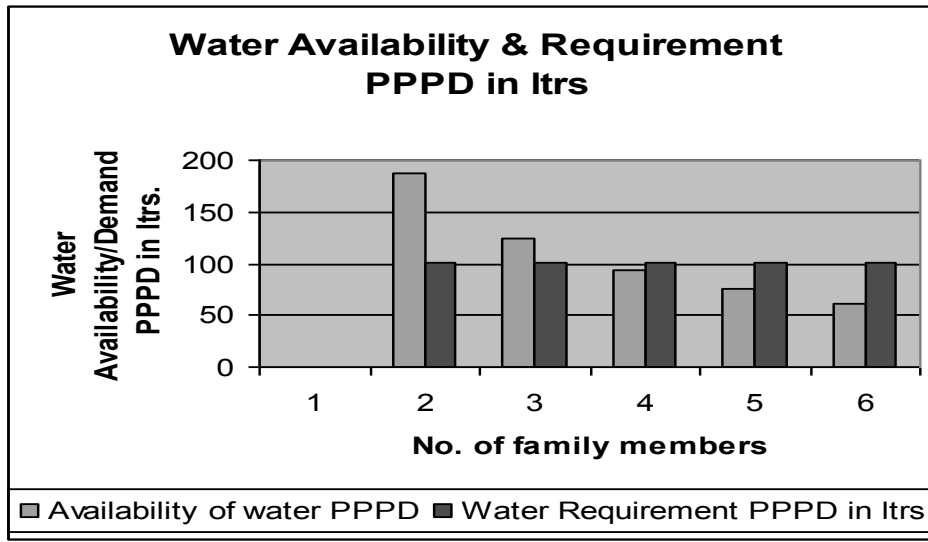 Water Availability & Requirement
PPPD in ltrs
Water
Availability/Demand
PPPD in ltrs.
200
150
100
50
0
1 2 3 4 5 6
No. of family members
Availability of water PPPD Water Requirement PPPD in ltrs